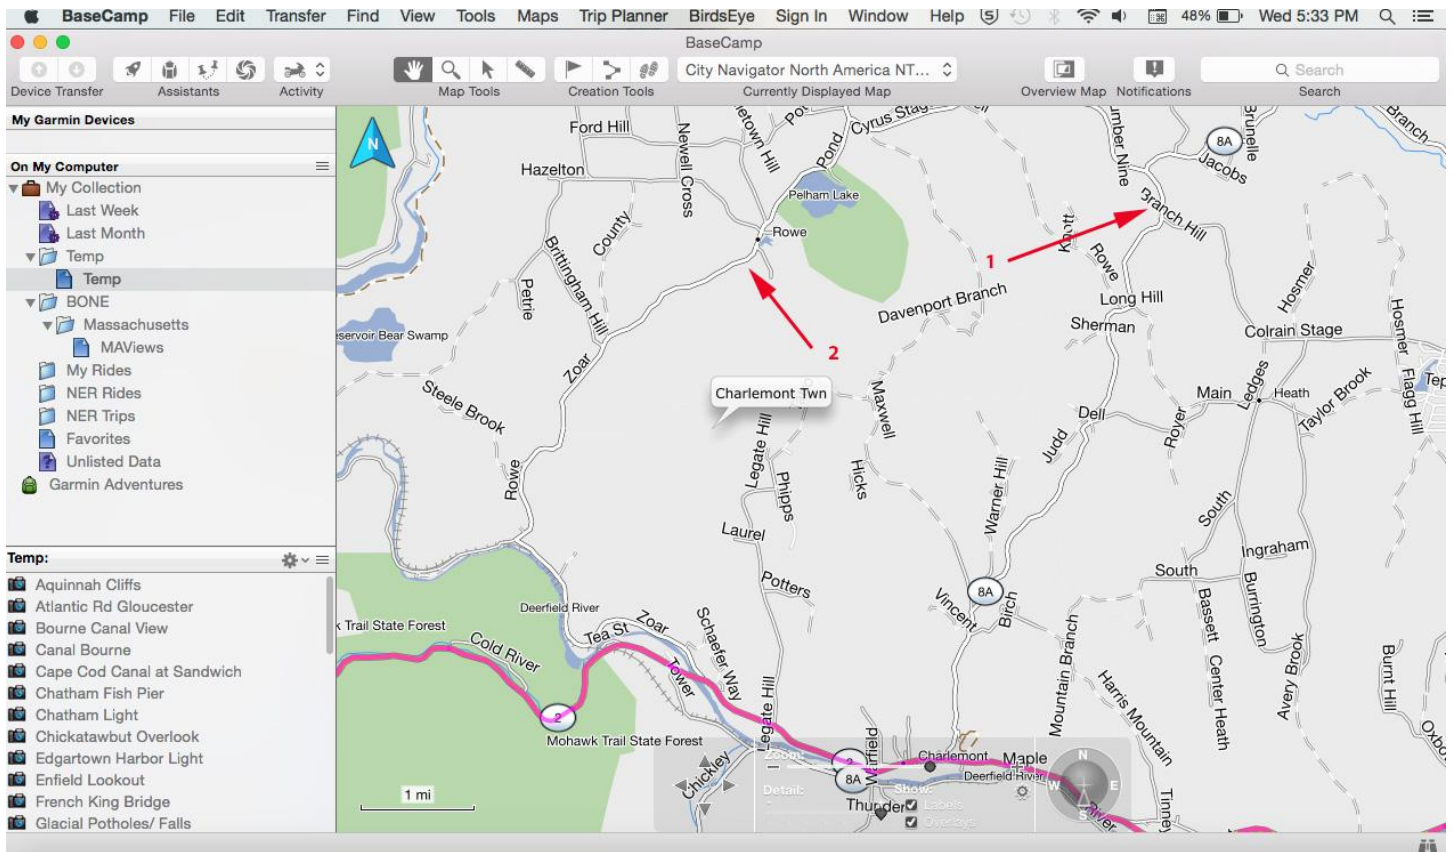 BaseCamp File Edit Transfer Find View Tools Maps Trip Planner BirdsEye Sign In Window Help 48% Wed 5:33 PM
BaseCamp
City Navigator North America NT...
Search
Device Transfer Assistants Activity Map Tools Creation Tools Currently Displayed Map Overview Map Notifications Search
My Garmin Devices
On My Computer
My Collection
Last Week
Last Month
Temp
Temp
BONE
Massachusetts
MAViews
My Rides
NER Rides
NER Trips
Favorites
Unlisted Data
Garmin Adventures
Temp:
Aquinnah Cliffs
Atlantic Rd Gloucester
Bourne Canal View
Canal Bourne
Cape Cod Canal at Sandwich
Chatham Fish Pier
Chatham Light
Chickatawbut Overlook
Edgartown Harbor Light
Enfield Lookout
French King Bridge
Glacial Potholes/ Falls
N
Ford Hill
Hazelton
Newell Cross
Pond
Pelham Lake
Rowe
County
Brittingham Hill
Petrie
Bear Swamp
Zoar
Steele Brook
Rowe
Branch
Brunelle
8A
Jacobs
Branch Hill
1
Knott
Rowe
Long Hill
Davenport Branch
Sherman
Hosmer
Hosmer
Colrain Stage
2
Charlemont Twn
Maxwell
Legate Hill
Phipps
Hicks
Laurel
Potters
Dell
Judd
Royer
Main
Ledges
Heath
Taylor Brook
Flagg Hill
Warner Hill
South
Ingraham
South
8A
Vincent
Birch
Burrington
Bassett
Center Heath
Avery Brook
Burnt Hill
Mountain Branch
Harris Mountain
Deerfield River
Trail State Forest
Cold River
Tea St
Zoar
Schaefer Way
Tower
Legate Hill
2
Mohawk Trail State Forest
Chickley
2
8A
Warfield
Charlemont
Maple
Deerfield River
River
Thunder
Zoom:
Detail:
Show:
Labels
Overlays
N
W
E
S
1 mi